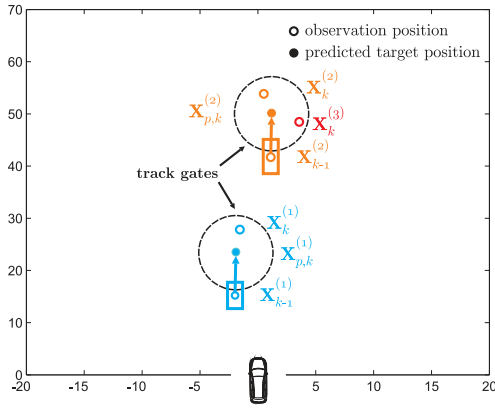 70
60
50
40
30
20
10
0
-20
-15
-10
-5
5
10
15
20
observation position
predicted target position
X_k^(2)
X_{p,k}^(2)
X_k^(3)
X_{k-1}^(2)
track gates
X_k^(1)
X_{p,k}^(1)
X_{k-1}^(1)